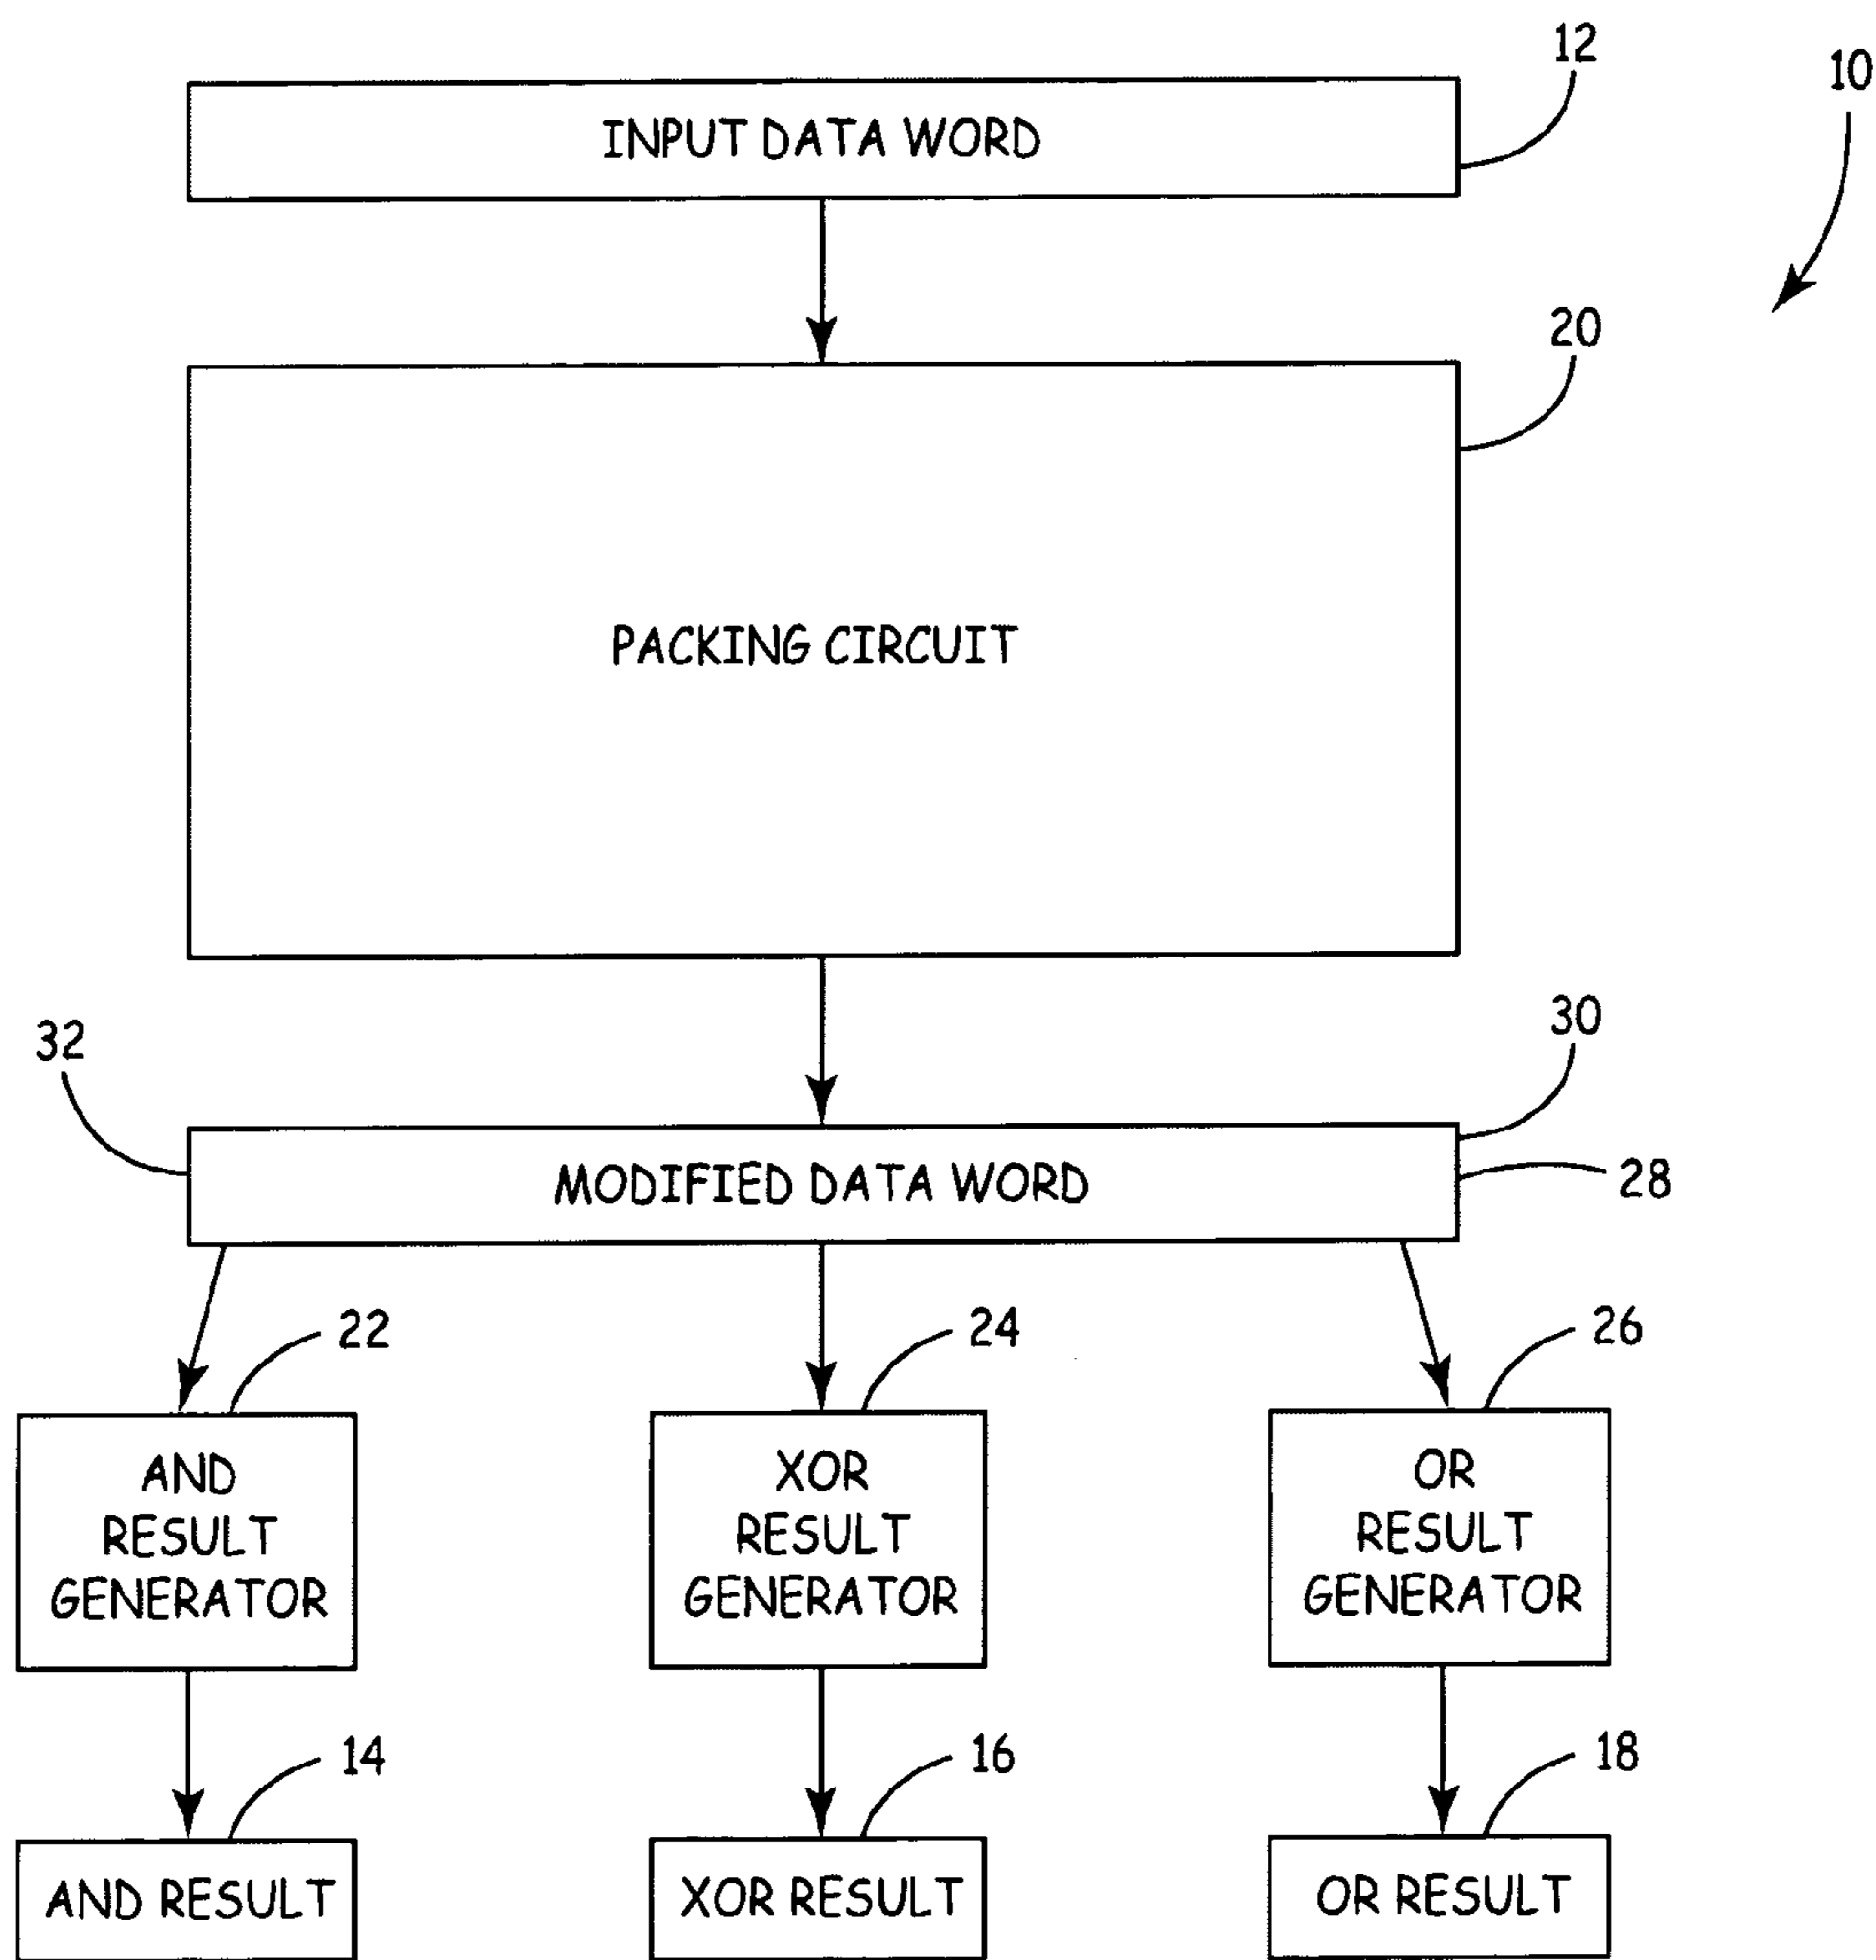 12
10
INPUT DATA WORD
20
PACKING CIRCUIT
32
30
MODIFIED DATA WORD
28
22
24
26
AND
RESULT
GENERATOR
XOR
RESULT
GENERATOR
OR
RESULT
GENERATOR
14
16
18
AND RESULT
XOR RESULT
OR RESULT